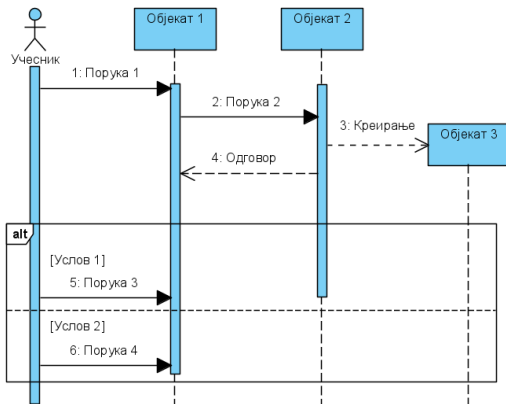 Објекат 1
Објекат 2
Учесник
1: Порука 1
2: Порука 2
3: Креирање
Објекат 3
4: Одговор
alt
[Услов 1]
5: Порука 3
[Услов 2]
6: Порука 4